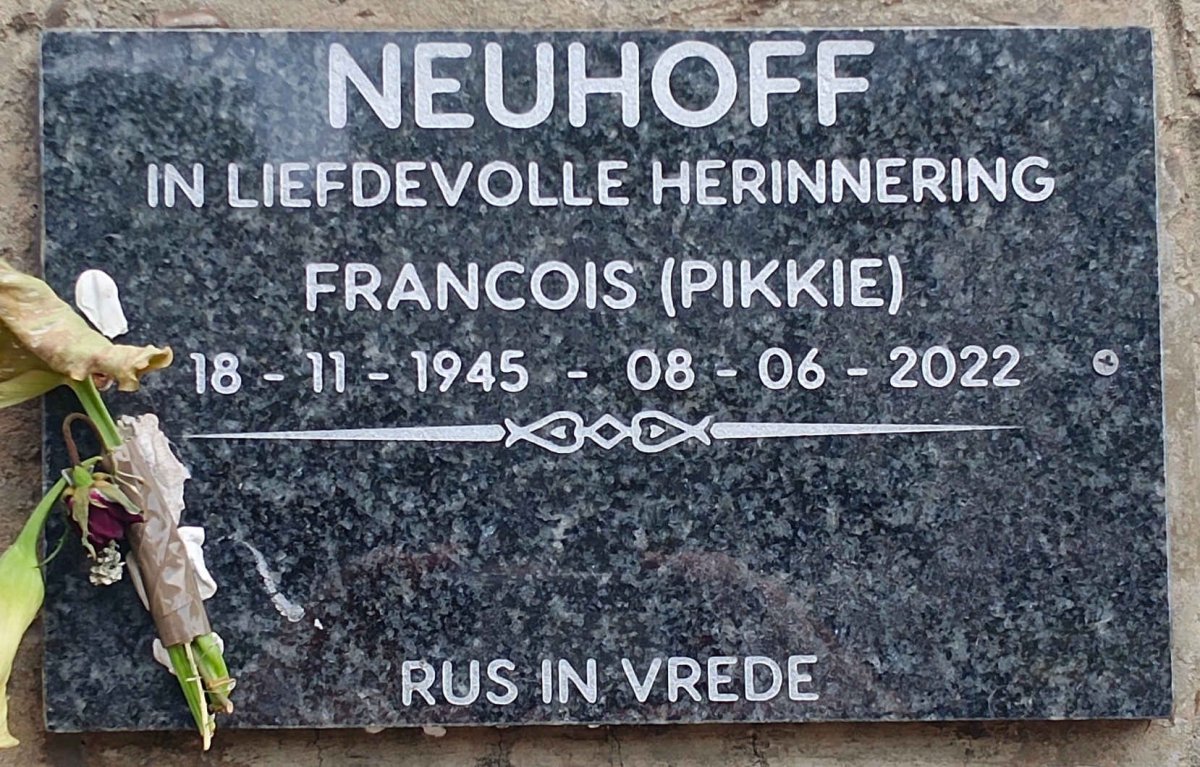 NEUHOFF
IN LIEFDEVOLLE HERINNERING
FRANCOIS (PIKKIE)
18 - 11 - 1945 - 08 - 06 - 2022
RUS IN VREDE